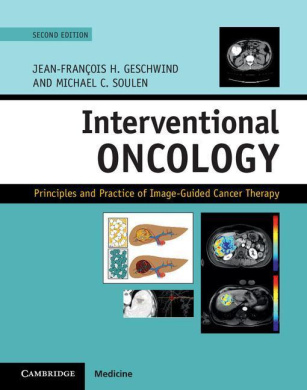 SECOND EDITION
JEAN-FRANÇOIS H. GESCHWIND
AND MICHAEL C. SOULEN
Interventional
ONCOLOGY
Principles and Practice of Image-Guided Cancer Therapy
CAMBRIDGE
Medicine